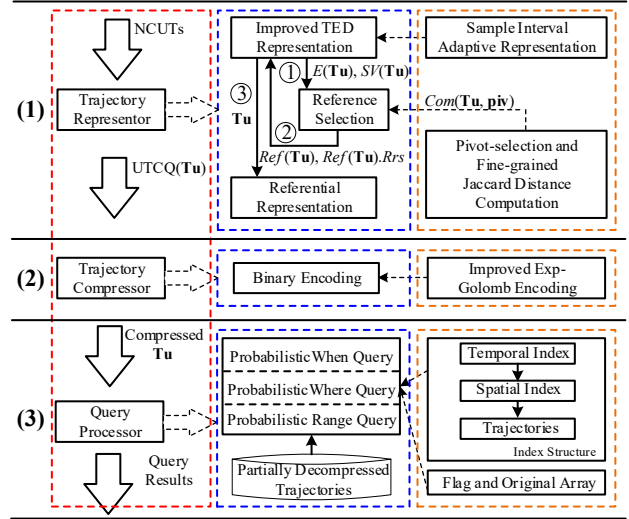 NCUTs
(1)
Trajectory
Representor
UTCQ(Tu)
Improved TED
Representation
① E(Tu), SV(Tu)
③
Tu
Reference
Selection
②
Ref(Tu), Ref(Tu).Rrs
Referential
Representation
Sample Interval
Adaptive Representation
Com(Tu, piv)
Pivot-selection and
Fine-grained
Jaccard Distance
Computation
(2)
Trajectory
Compressor
Binary Encoding
Improved Exp-
Golomb Encoding
Compressed
Tu
(3)
Query
Processor
Query
Results
Probabilistic When Query
Probabilistic Where Query
Probabilistic Range Query
Partially Decompressed
Trajectories
Temporal Index
Spatial Index
Trajectories
Index Structure
Flag and Original Array